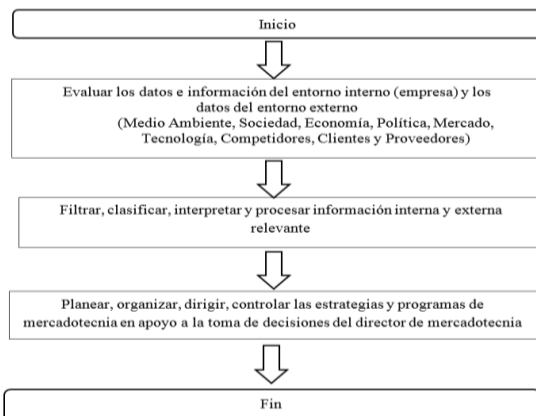 Inicio
Evaluar los datos e información del entorno interno (empresa) y los
datos del entorno externo
(Medio Ambiente, Sociedad, Economía, Política, Mercado,
Tecnología, Competidores, Clientes y Proveedores)
Filtrar, clasificar, interpretar y procesar información interna y externa
relevante
Planear, organizar, dirigir, controlar las estrategias y programas de
mercadotecnia en apoyo a la toma de decisiones del director de mercadotecnia
Fin